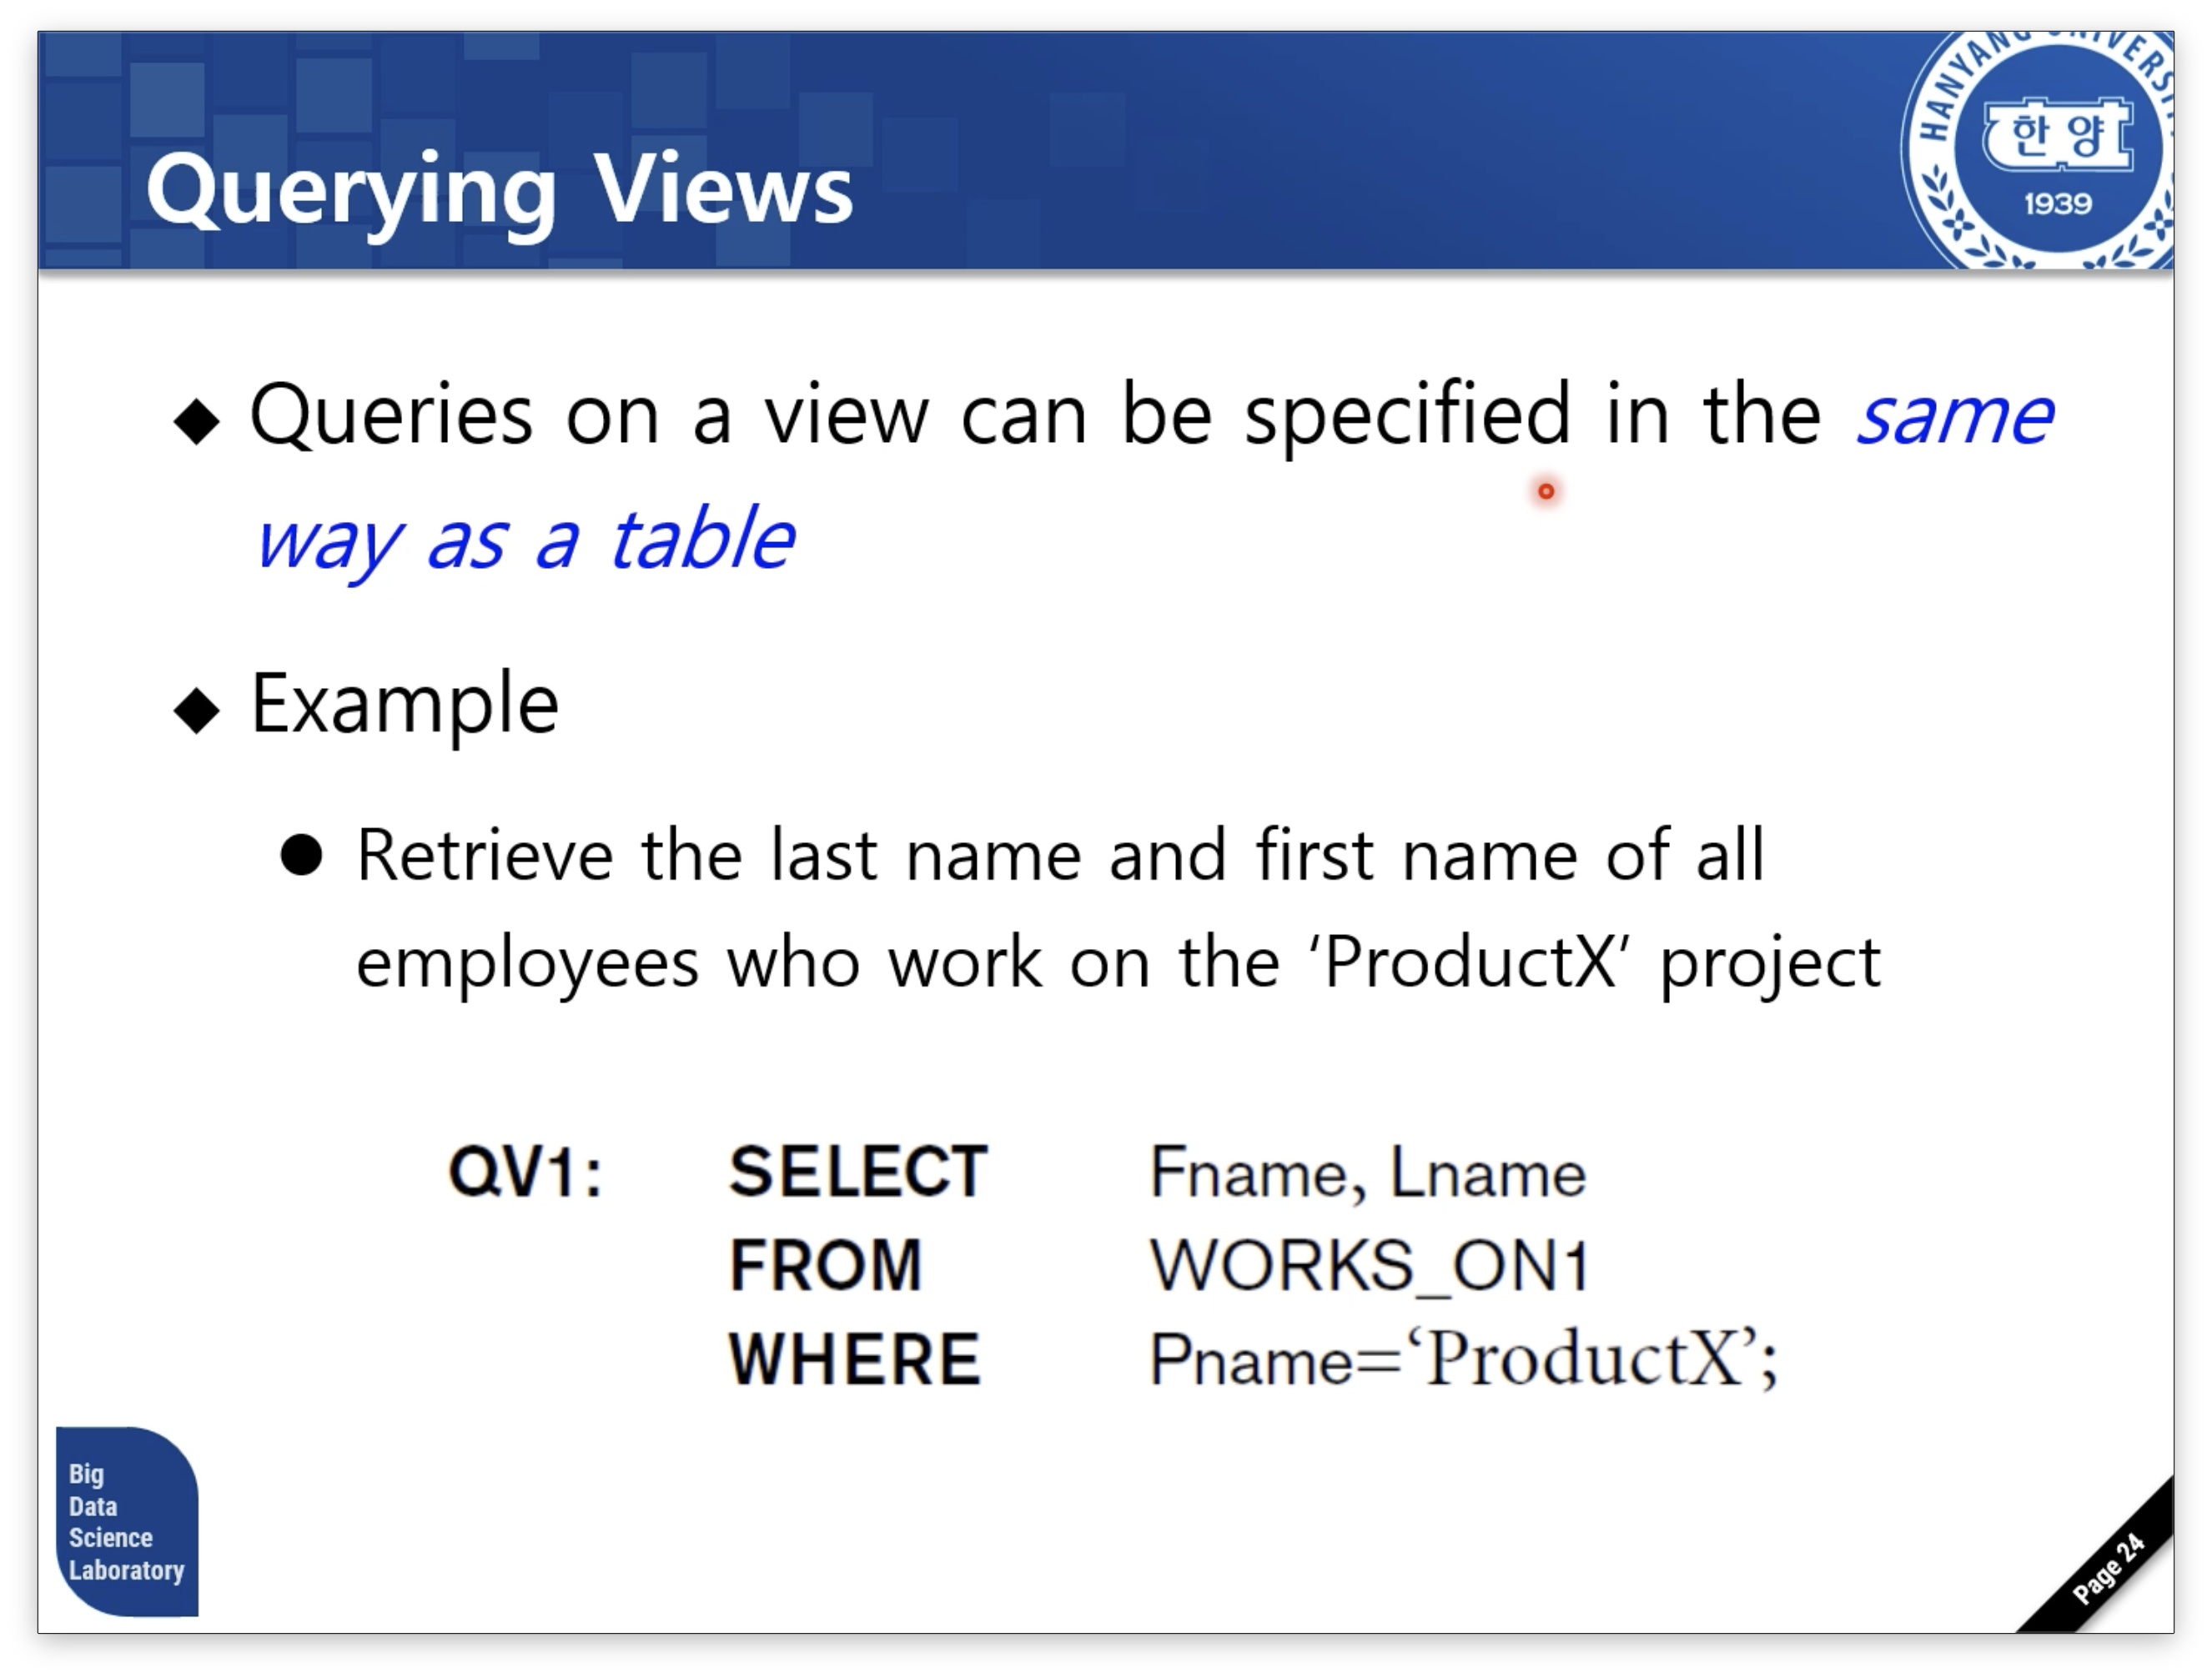 HANYANG UNIVERS
한양
1939
Querying Views
Queries on a view can be specified in the same
way as a table
Example
Retrieve the last name and first name of all
employees who work on the ‘ProductX’ project
QV1: SELECT Fname, Lname
FROM WORKS_ON1
WHERE Pname=‘ProductX’;
Big
Data
Science
Laboratory
Page 24